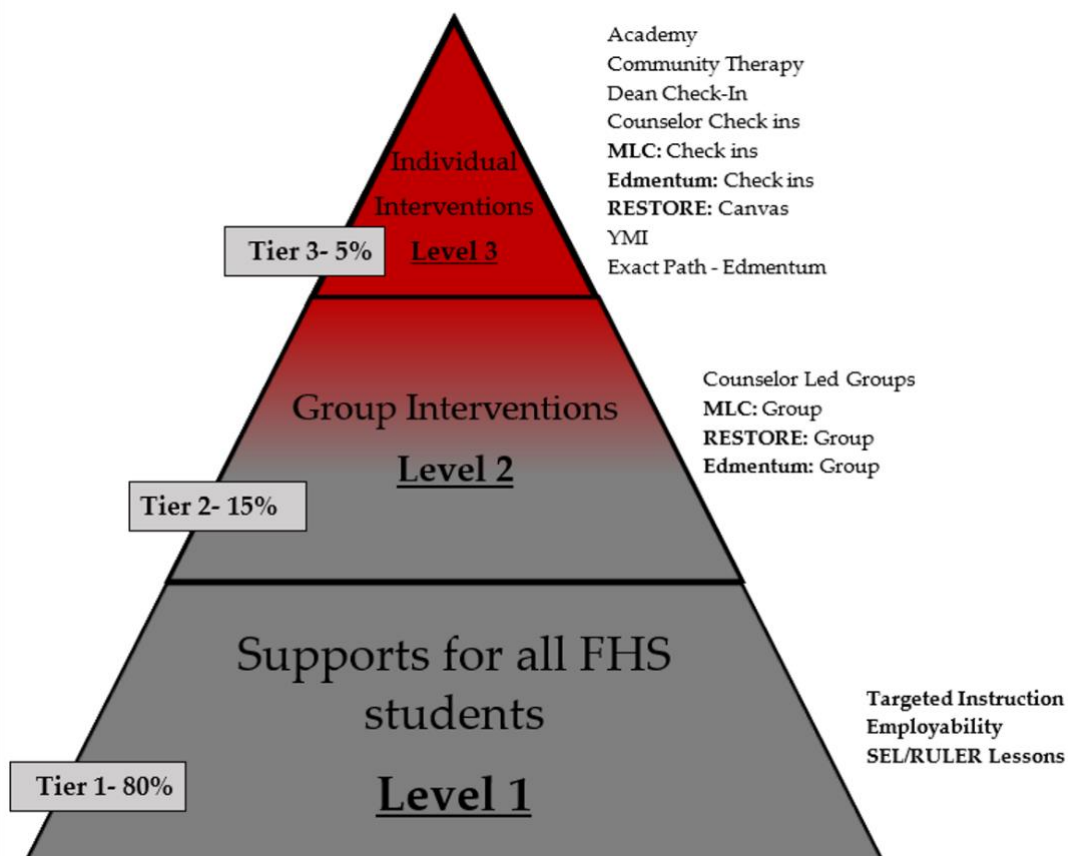 Academy
Community Therapy
Dean Check-In
Counselor Check ins
MLC: Check ins
Edmentum: Check ins
RESTORE: Canvas
YMI
Exact Path - Edmentum
Individual
Interventions
Level 3
Tier 3- 5%
Counselor Led Groups
MLC: Group
RESTORE: Group
Edmentum: Group
Group Interventions
Level 2
Tier 2- 15%
Supports for all FHS
students
Level 1
Targeted Instruction
Employability
SEL/RULER Lessons
Tier 1- 80%